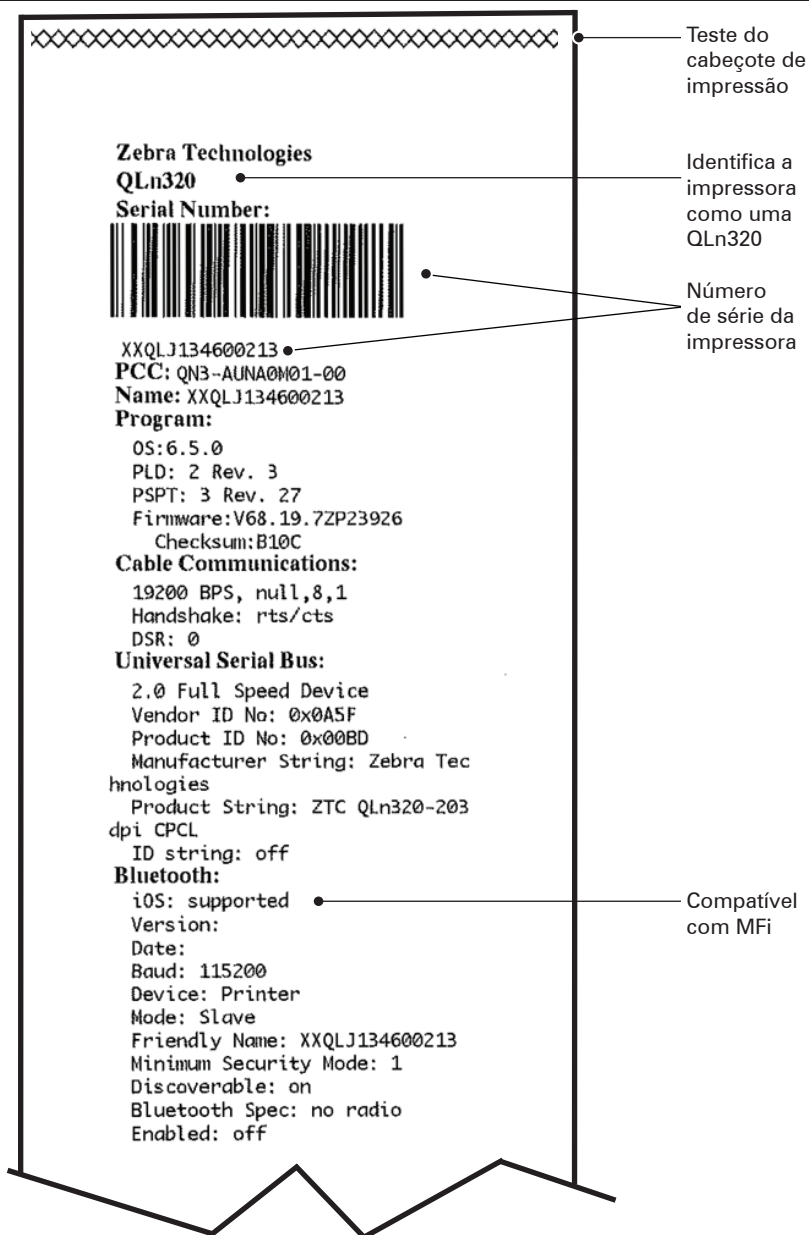 Teste do
cabeçote de
impressão
Zebra Technologies
QLn320
Serial Number:
Identifica a
impressora
como uma
QLn320
Número
de série da
impressora
XXQLJ134600213
PCC: QN3-AUNA0M01-00
Name: XXQLJ134600213
Program:
OS:6.5.0
PLD: 2 Rev. 3
PSPT: 3 Rev. 27
Firmware:V68.19.7ZP23926
Checksum:B10C
Cable Communications:
19200 BPS, null,8,1
Handshake: rts/cts
DSR: 0
Universal Serial Bus:
2.0 Full Speed Device
Vendor ID No: 0x0A5F
Product ID No: 0x00BD
Manufacturer String: Zebra Tec
hnologies
Product String: ZTC QLn320-203
dpi CPCL
ID string: off
Bluetooth:
iOS: supported
Compatível
com MFi
Version:
Date:
Baud: 115200
Device: Printer
Mode: Slave
Friendly Name: XXQLJ134600213
Minimum Security Mode: 1
Discoverable: on
Bluetooth Spec: no radio
Enabled: off